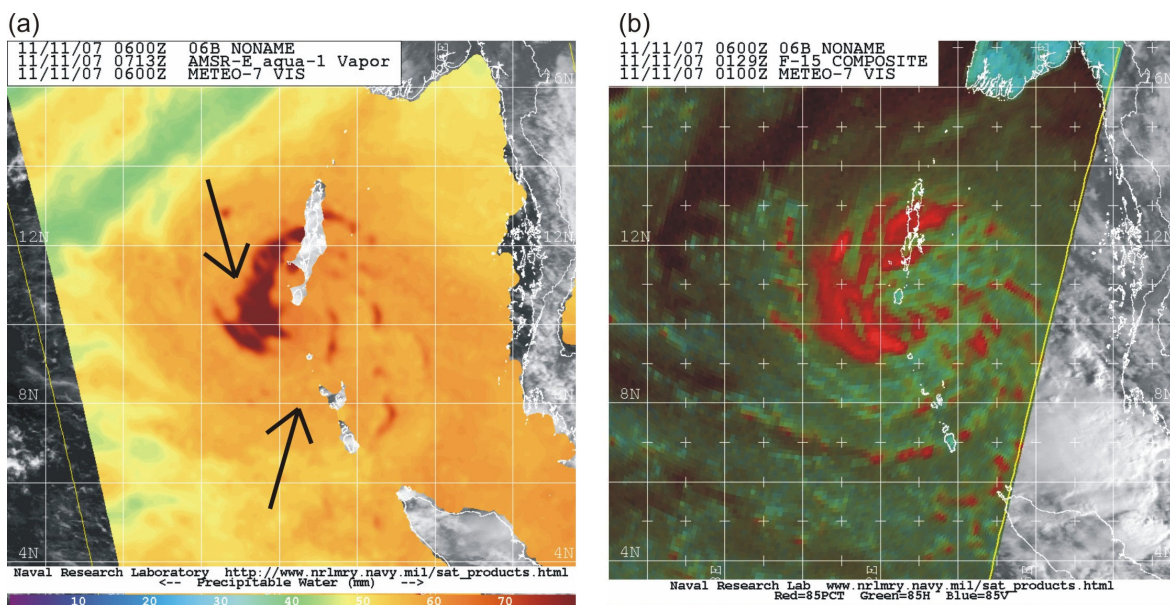 (a)
11/11/07 0600Z 06B NONAME
11/11/07 0713Z AMSR-E aqua-1 Vapor
11/11/07 0600Z METEO-7 VIS
16N
12N
12N
8N
8N
4N
4N
Naval Research Laboratory http://www.nrlmry.navy.mil/sat_products.html
<-- Precipitable Water (mm) -->
10 20 30 40 50 60 70
(b)
11/11/07 0600Z 06B NONAME
11/11/07 0129Z F-15 COMPOSITE
11/11/07 0100Z METEO-7 VIS
16N
12N
12N
8N
8N
4N
4N
Naval Research Lab www.nrlmry.navy.mil/sat_products.html
Red=85PCT Green=85H Blue=85V